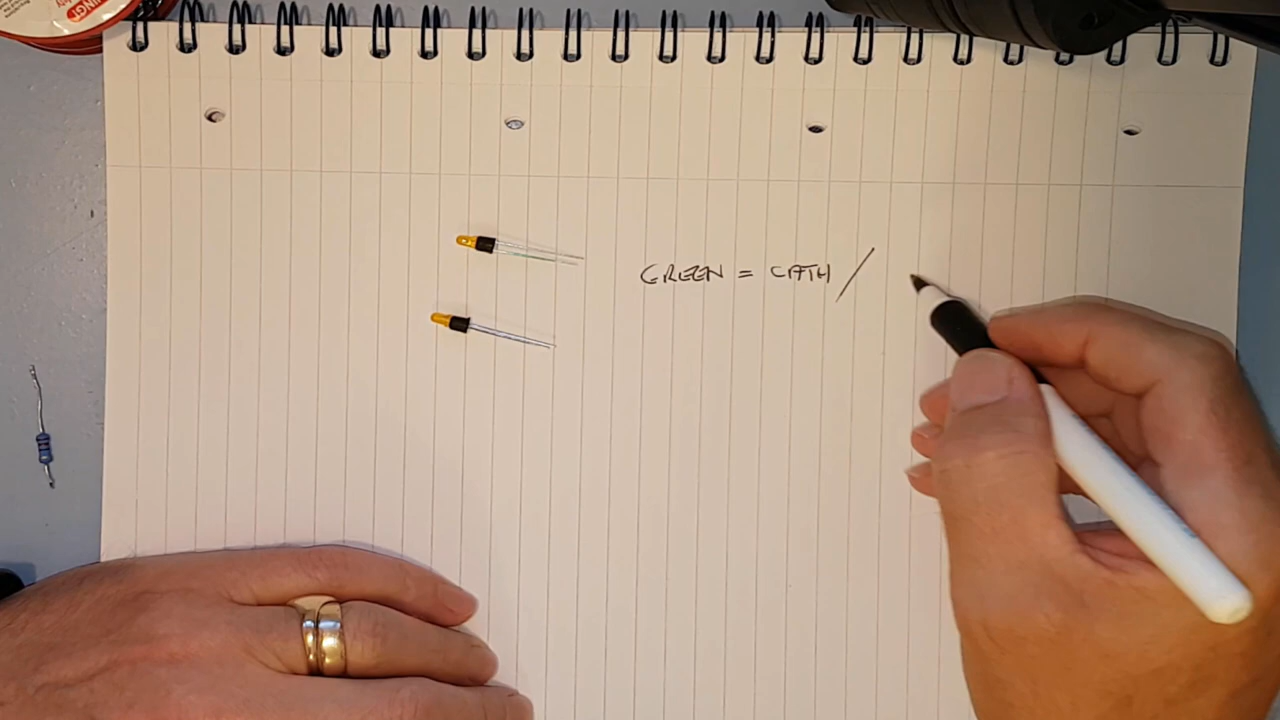 GREEN = CATH /